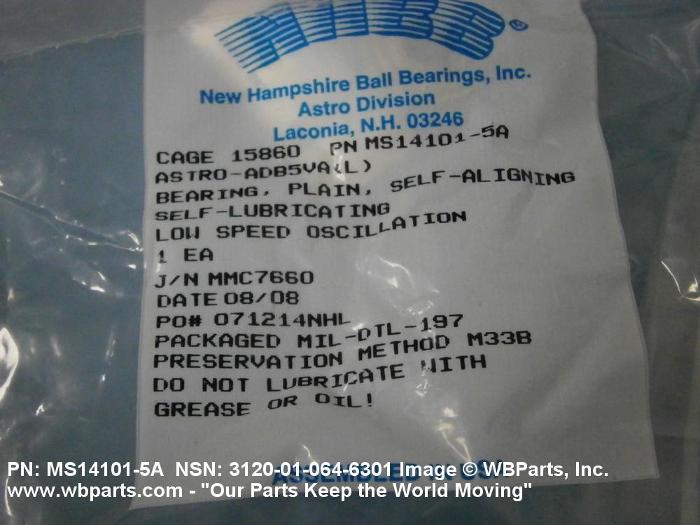 NHBB
New Hampshire Ball Bearings, Inc.
Astro Division
Laconia, N.H. 03246
CAGE 15860 PN MS14101-5A
ASTRO-ADB5VA(L)
BEARING, PLAIN, SELF-ALIGNING
SELF-LUBRICATING
LOW SPEED OSCILLATION
1 EA
J/N MMC7660
DATE 08/08
PO# 071214NHL
PACKAGED MIL-DTL-197
PRESERVATION METHOD M33B
DO NOT LUBRICATE WITH
GREASE OR OIL!
ASSEMBLED
PN: MS14101-5A NSN: 3120-01-064-6301 Image © WBParts, Inc.
www.wbparts.com - "Our Parts Keep the World Moving"